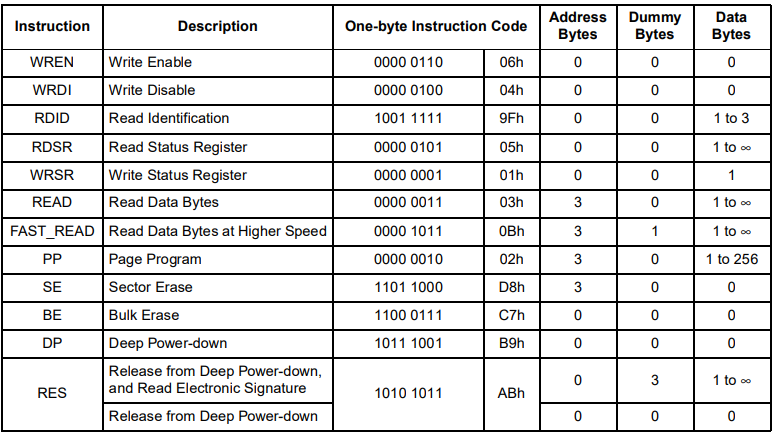 Instruction Description One-byte Instruction Code Address Bytes Dummy Bytes Data Bytes
WREN Write Enable 0000 0110 06h 0 0 0
WRDI Write Disable 0000 0100 04h 0 0 0
RDID Read Identification 1001 1111 9Fh 0 0 1 to 3
RDSR Read Status Register 0000 0101 05h 0 0 1 to ∞
WRSR Write Status Register 0000 0001 01h 0 0 1
READ Read Data Bytes 0000 0011 03h 3 0 1 to ∞
FAST_READ Read Data Bytes at Higher Speed 0000 1011 0Bh 3 1 1 to ∞
PP Page Program 0000 0010 02h 3 0 1 to 256
SE Sector Erase 1101 1000 D8h 3 0 0
BE Bulk Erase 1100 0111 C7h 0 0 0
DP Deep Power-down 1011 1001 B9h 0 0 0
RES Release from Deep Power-down, and Read Electronic Signature 1010 1011 ABh 0 3 1 to ∞
Release from Deep Power-down 0 0 0